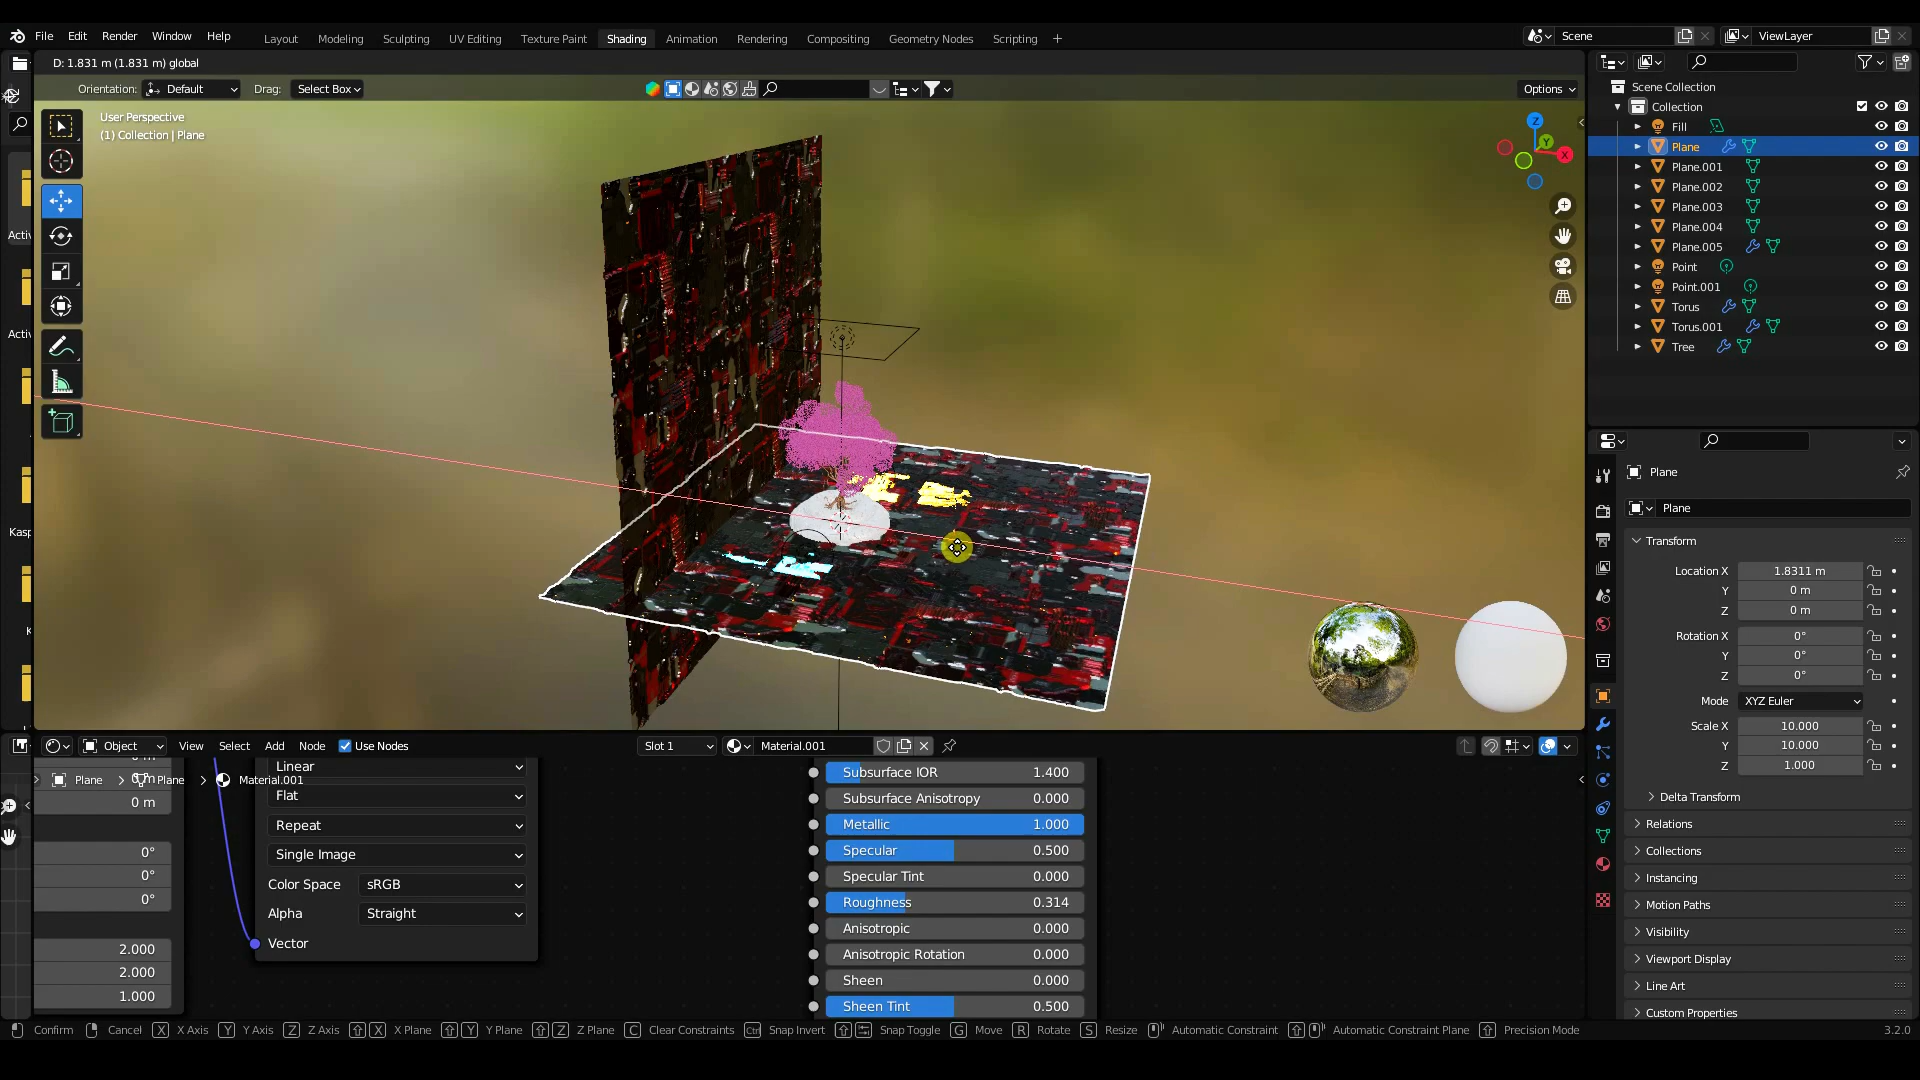 File Edit Render Window Help
Layout Modeling Sculpting UV Editing Texture Paint Shading Animation Rendering Compositing Geometry Nodes Scripting
Scene ViewLayer
D: 1.831 m (1.831 m) global
Orientation: Default Drag: Select Box Options
User Perspective
(1) Collection | Plane
Z Y X
Scene Collection
Collection
Fill
Plane
Plane.001
Plane.002
Plane.003
Plane.004
Plane.005
Point
Point.001
Torus
Torus.001
Tree
Activ
Activ
Kasp
Plane
Plane
Transform
Location X 1.8311 m
Y 0 m
Z 0 m
Rotation X 0°
Y 0°
Z 0°
Mode XYZ Euler
Scale X 10.000
Y 10.000
Z 1.000
Delta Transform
Relations
Collections
Instancing
Motion Paths
Visibility
Viewport Display
Line Art
Custom Properties
Object View Select Add Node Use Nodes Slot 1 Material.001
Plane Plane Material.001
0 m
0°
0°
0°
2.000
2.000
1.000
Linear
Flat
Repeat
Single Image
Color Space sRGB
Alpha Straight
Vector
Subsurface IOR 1.400
Subsurface Anisotropy 0.000
Metallic 1.000
Specular 0.500
Specular Tint 0.000
Roughness 0.314
Anisotropic 0.000
Anisotropic Rotation 0.000
Sheen 0.000
Sheen Tint 0.500
Confirm Cancel X X Axis Y Y Axis Z Z Axis X X Plane Y Y Plane Z Z Plane C Clear Constraints Ctrl Snap Invert Snap Toggle G Move R Rotate S Resize Automatic Constraint Automatic Constraint Plane Precision Mode 3.2.0